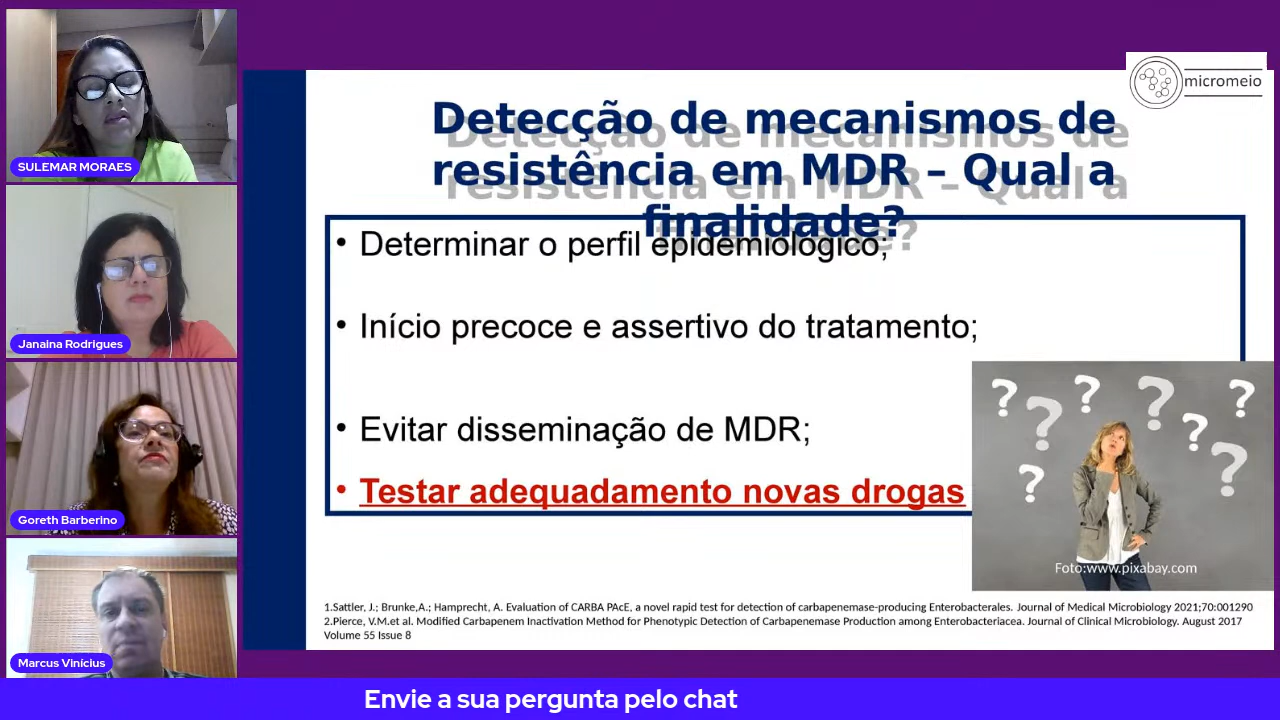 SULEMAR MORAES
Janaina Rodrigues
Goreth Barberino
Marcus Vinícius
micromeio
Detecção de mecanismos de
resistência em MDR – Qual a
finalidade?
• Determinar o perfil epidemiológico;
• Início precoce e assertivo do tratamento;
• Evitar disseminação de MDR;
• Testar adequadamento novas drogas
? ? ? ? ? ? ?
Foto:www.pixabay.com
1.Sattler, J.; Brunke,A.; Hamprecht, A. Evaluation of CARBA PAcE, a novel rapid test for detection of carbapenemase-producing Enterobacterales. Journal of Medical Microbiology 2021;70:001290
2.Pierce, V.M.et al. Modified Carbapenem Inactivation Method for Phenotypic Detection of Carbapenemase Production among Enterobacteriacea. Journal of Clinical Microbiology. August 2017
Volume 55 Issue 8
Envie a sua pergunta pelo chat